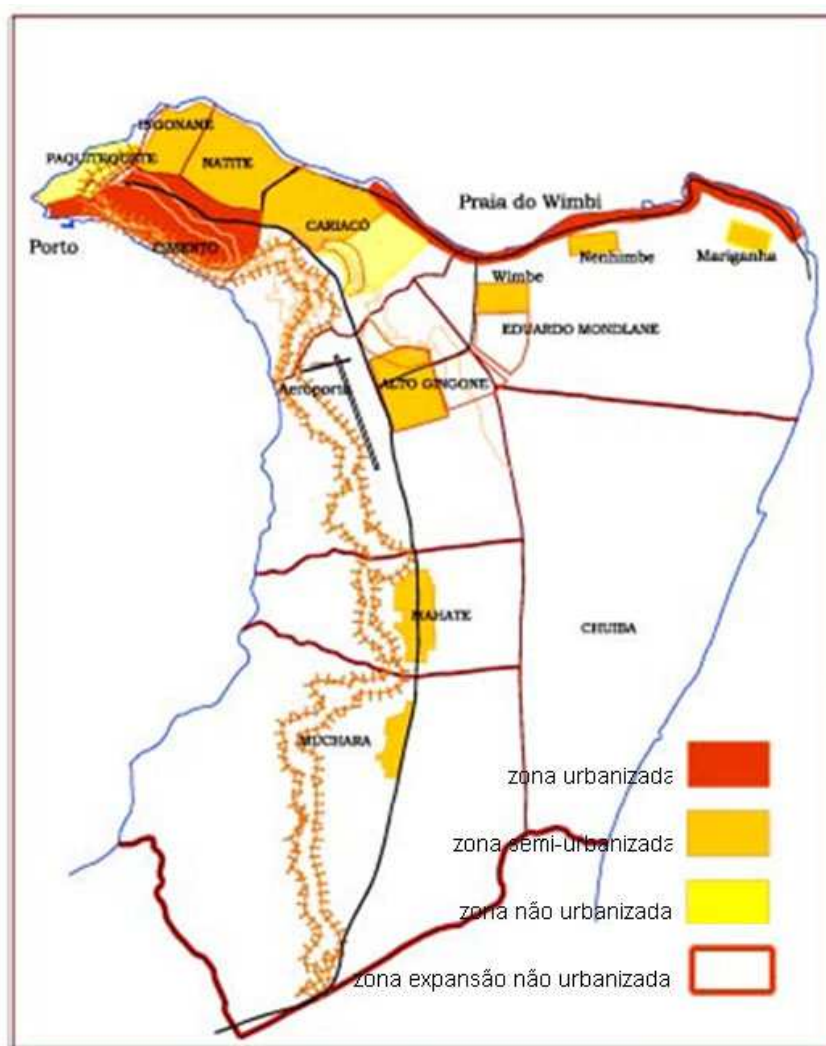 INGONANE
PAQUITEQUETE
NATITE
Praia do Wimbi
CARIACÓ
Porto
CIMENTO
Nenhimbe
Mariganha
Wimbe
EDUARDO MONDLANE
Aeroporto
ALTO GINGONE
MAHATE
CHUIBA
MUCHARA
zona urbanizada
zona semi-urbanizada
zona não urbanizada
zona expansão não urbanizada